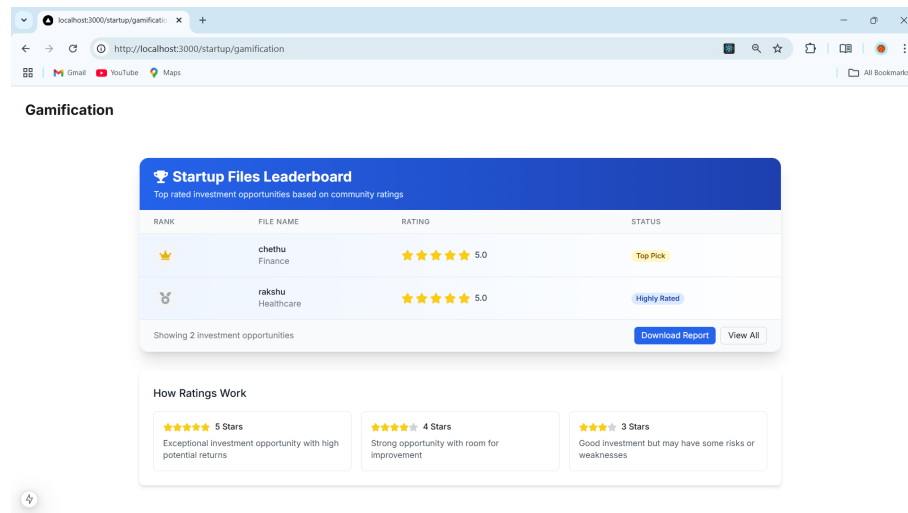 localhost:3000/startup/gamificatio
http://localhost:3000/startup/gamification
Gmail YouTube Maps All Bookmarks
Gamification
Startup Files Leaderboard
Top rated investment opportunities based on community ratings
RANK FILE NAME RATING STATUS
chethu
Finance
5.0
Top Pick
rakshu
Healthcare
5.0
Highly Rated
Showing 2 investment opportunities Download Report View All
How Ratings Work
5 Stars
Exceptional investment opportunity with high
potential returns
4 Stars
Strong opportunity with room for
improvement
3 Stars
Good investment but may have some risks or
weaknesses